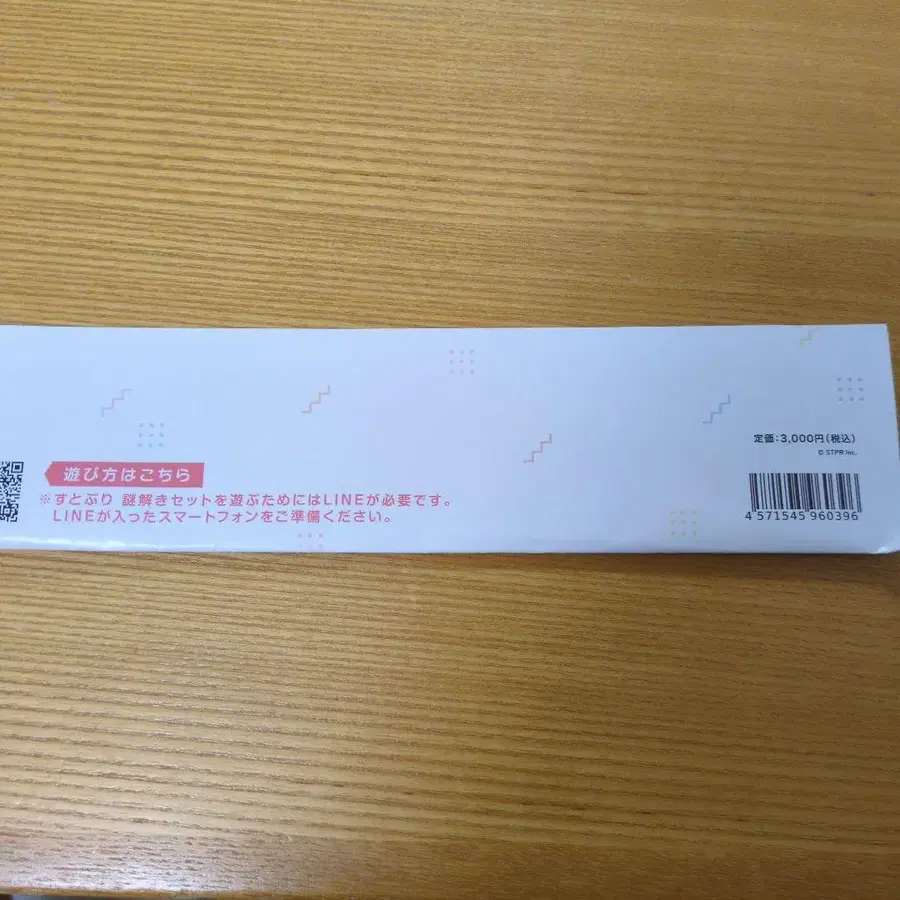 定価:3,000円(税込)
© STPR Inc.
遊び方はこちら
※すとぷり 謎解きセットを遊ぶためにはLINEが必要です。
LINEが入ったスマートフォンをご準備ください。
4 571545 960396